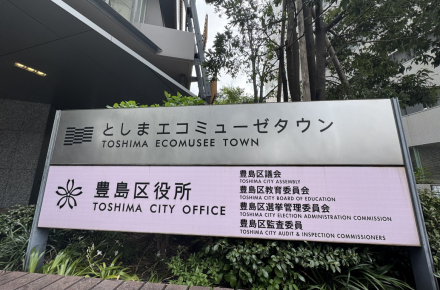 としまエコミューゼタウン
TOSHIMA ECOMUSEE TOWN
豊島区役所
TOSHIMA CITY OFFICE
豊島区議会
TOSHIMA CITY ASSEMBLY
豊島区教育委員会
TOSHIMA CITY BOARD OF EDUCATION
豊島区選挙管理委員会
TOSHIMA CITY ELECTION ADMINISTRATION COMMISSION
豊島区監査委員
TOSHIMA CITY AUDIT & INSPECTION COMMISSIONERS